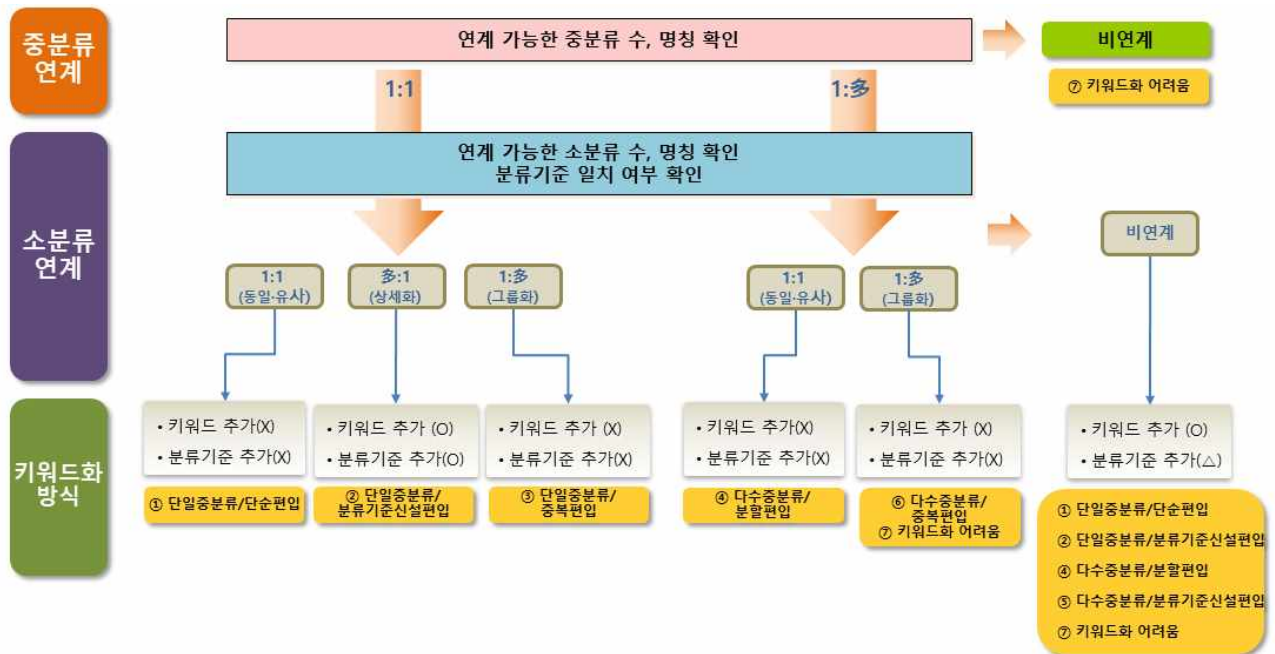 중분류
연계
연계 가능한 중분류 수, 명칭 확인
비연계
⑦ 키워드화 어려움
1:1
1:多
소분류
연계
연계 가능한 소분류 수, 명칭 확인
분류기준 일치 여부 확인
비연계
1:1
(동일·유사)
多:1
(상세화)
1:多
(그룹화)
1:1
(동일·유사)
1:多
(그룹화)
키워드화
방식
• 키워드 추가(X)
• 분류기준 추가(X)
① 단일중분류/단순편입
• 키워드 추가 (O)
• 분류기준 추가(O)
② 단일중분류/
분류기준신설편입
• 키워드 추가 (X)
• 분류기준 추가(X)
③ 단일중분류/
중복편입
• 키워드 추가(X)
• 분류기준 추가(X)
④ 다수중분류/
분할편입
• 키워드 추가 (X)
• 분류기준 추가(X)
⑥ 다수중분류/
중복편입
⑦ 키워드화 어려움
• 키워드 추가 (O)
• 분류기준 추가(△)
① 단일중분류/단순편입
② 단일중분류/분류기준신설편입
④ 다수중분류/분할편입
⑤ 다수중분류/분류기준신설편입
⑦ 키워드화 어려움